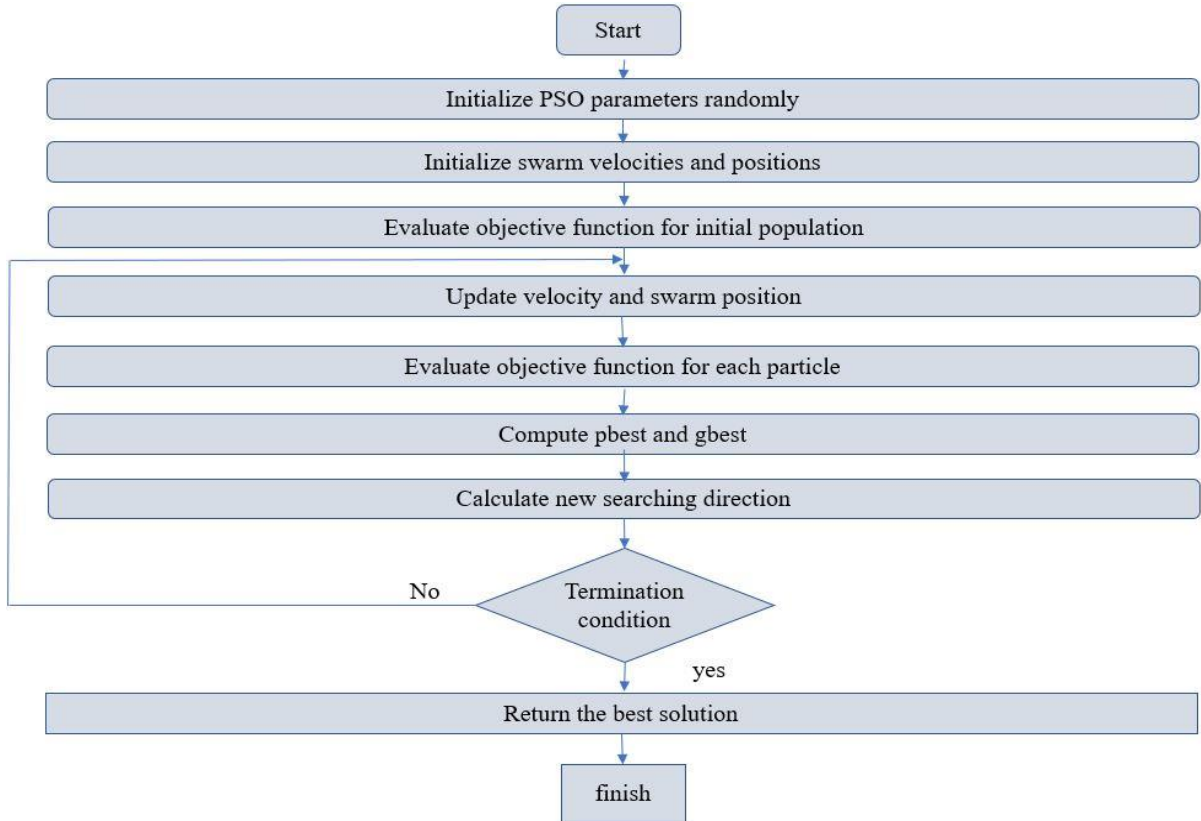 Start
Initialize PSO parameters randomly
Initialize swarm velocities and positions
Evaluate objective function for initial population
Update velocity and swarm position
Evaluate objective function for each particle
Compute pbest and gbest
Calculate new searching direction
No
Termination
condition
yes
Return the best solution
finish